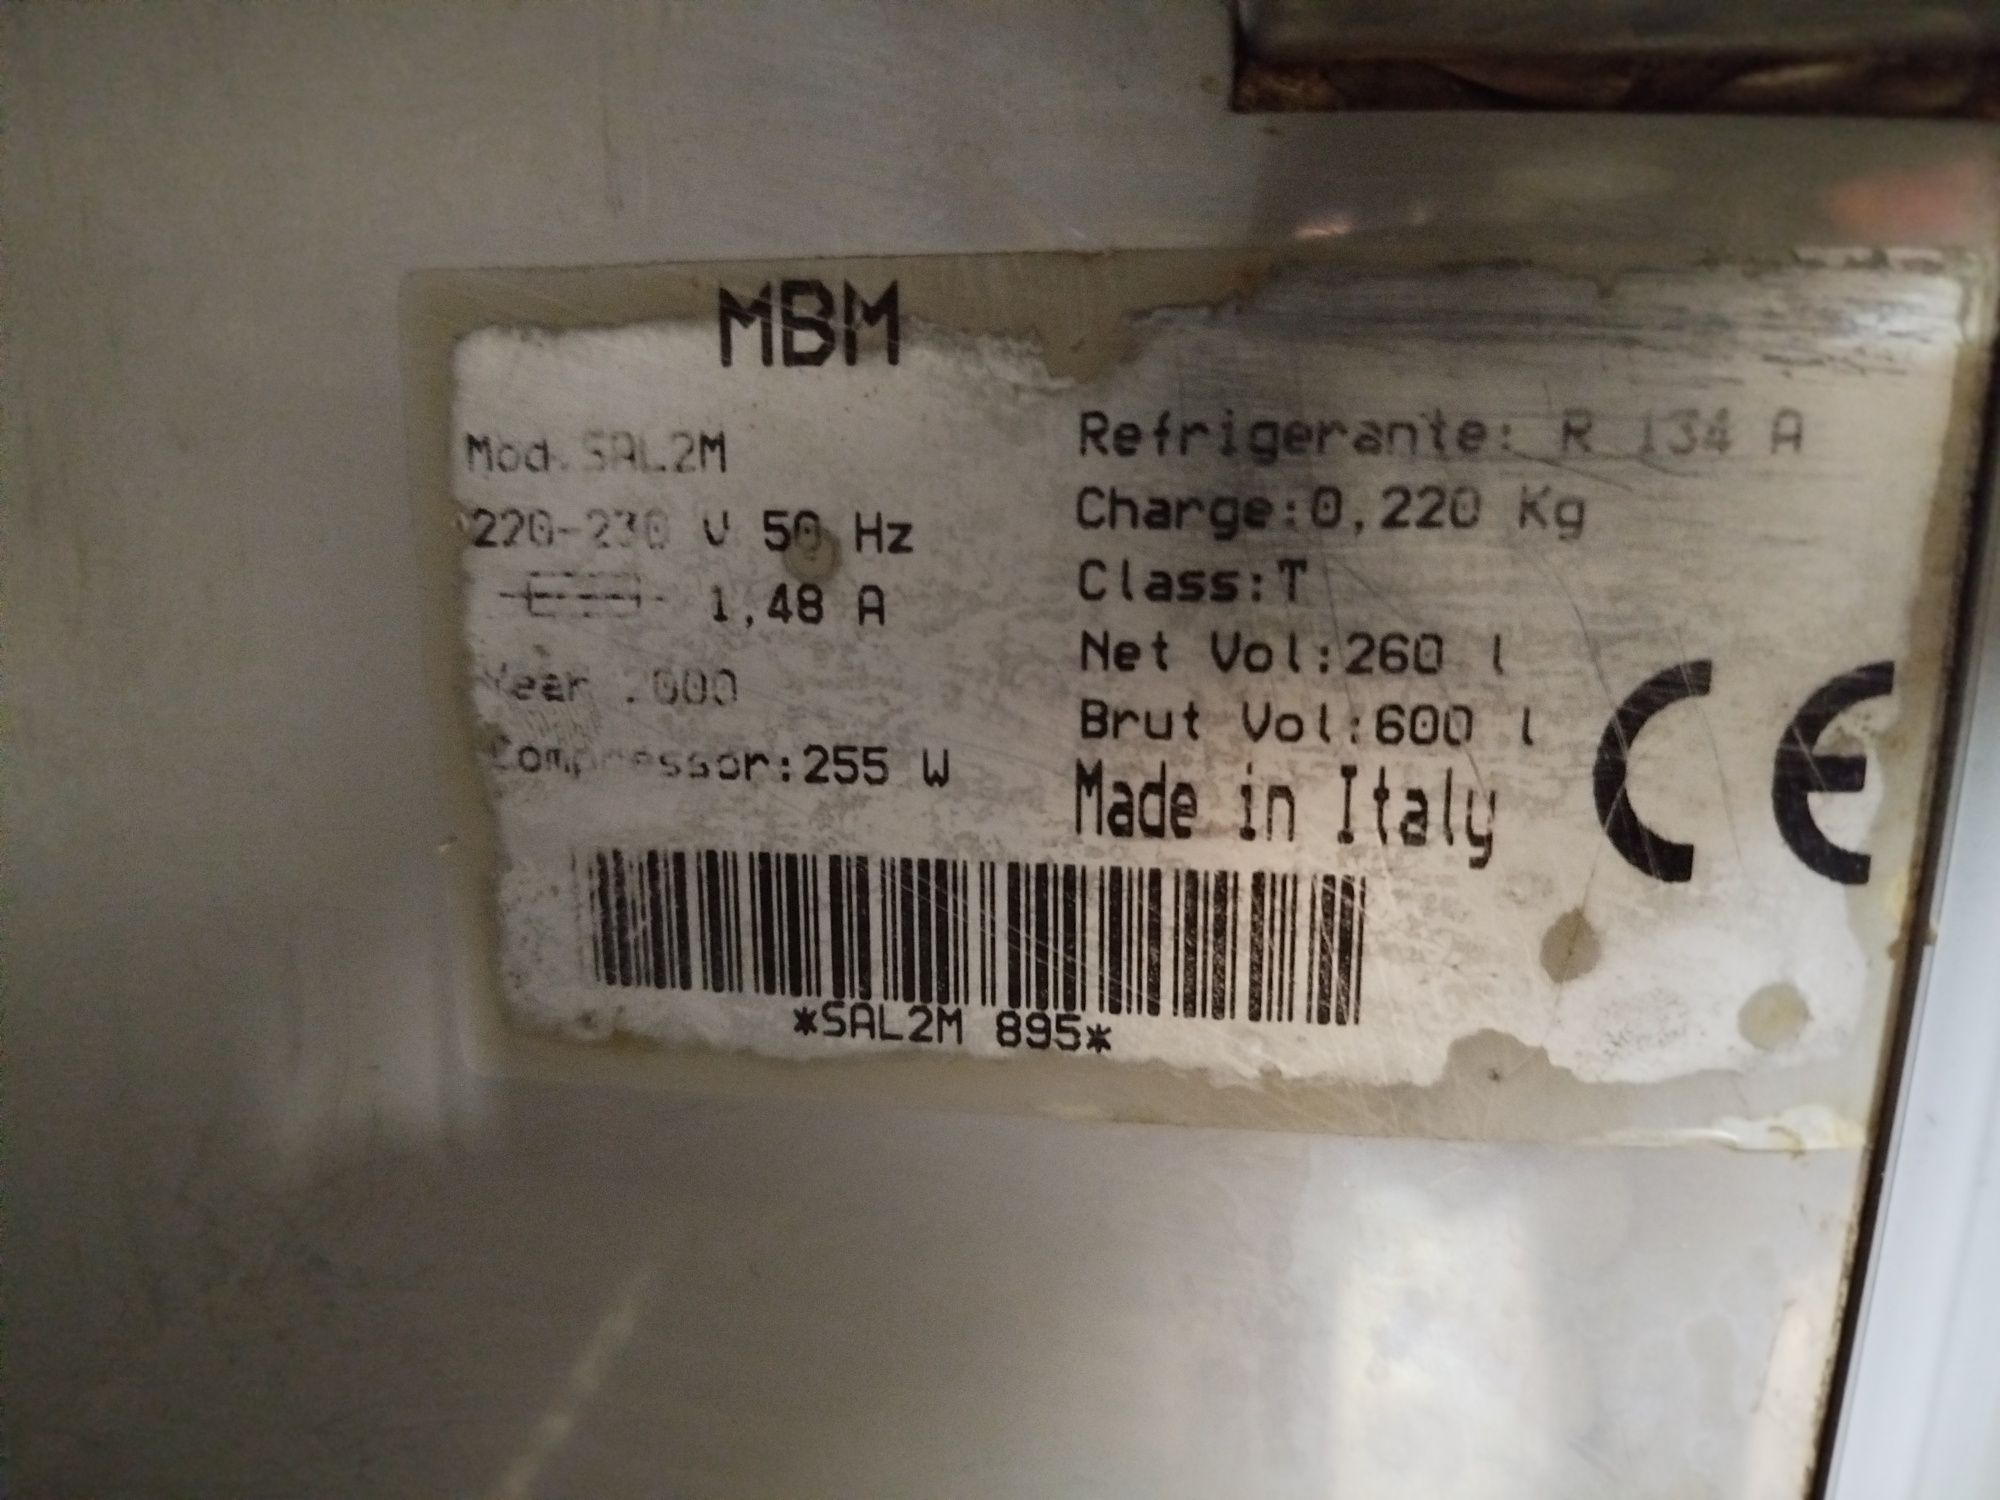 MBM
Mod.SAL2M
220-230 V 50 Hz
1,48 A
Year 2000
Compressor:255 W
Refrigerante: R 134 A
Charge:0,220 Kg
Class:T
Net Vol:260 l
Brut Vol:600 l
Made in Italy
CE
*SAL2M 895*